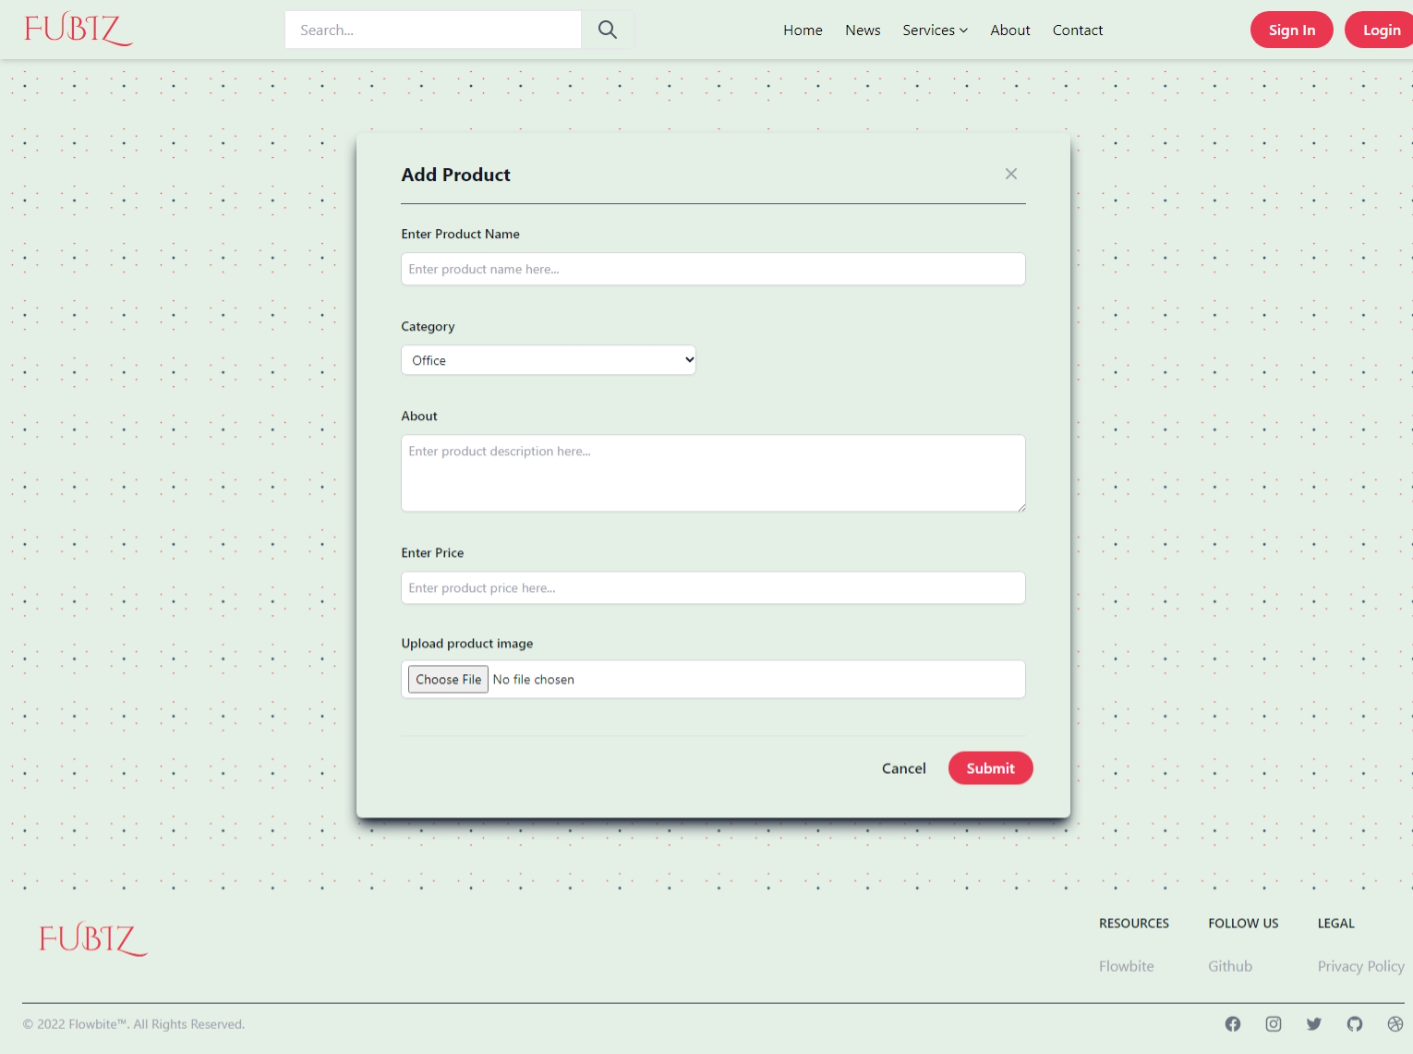 FUBIZ
Search...
Home News Services About Contact
Sign In Login
Add Product
Enter Product Name
Enter product name here...
Category
Office
About
Enter product description here...
Enter Price
Enter product price here...
Upload product image
Choose File No file chosen
Cancel Submit
FUBIZ
RESOURCES FOLLOW US LEGAL
Flowbite Github Privacy Policy
© 2022 Flowbite™. All Rights Reserved.